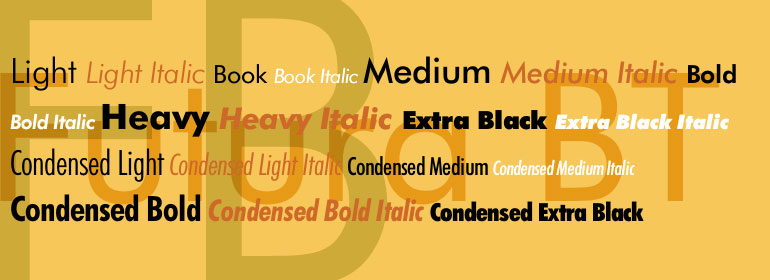 FB
Futura BT
Light Light Italic Book Book Italic Medium Medium Italic Bold
Bold Italic Heavy Heavy Italic Extra Black Extra Black Italic
Condensed Light Condensed Light Italic Condensed Medium Condensed Medium Italic
Condensed Bold Condensed Bold Italic Condensed Extra Black